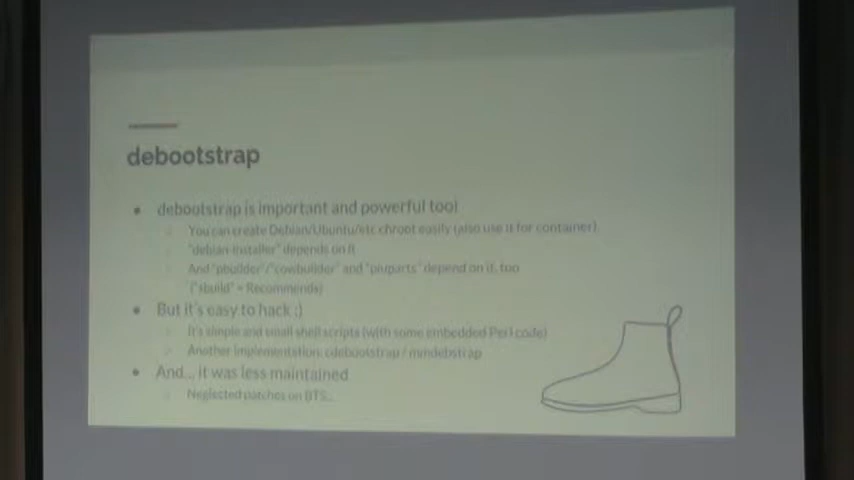 debootstrap
● debootstrap is important and powerful tool
○ You can create Debian/Ubuntu/etc chroot easily (also use it for container)
○ "debian-installer" depends on it
○ And "pbuilder"/"cowbuilder" and "piuparts" depend on it, too
("sbuild" = Recommends)
● But it's easy to hack :)
○ It's simple and small shell scripts (with some embedded Perl code)
○ Another implementation: cdebootstrap / mmdebstrap
● And... it was less maintained
○ Neglected patches on BTS...